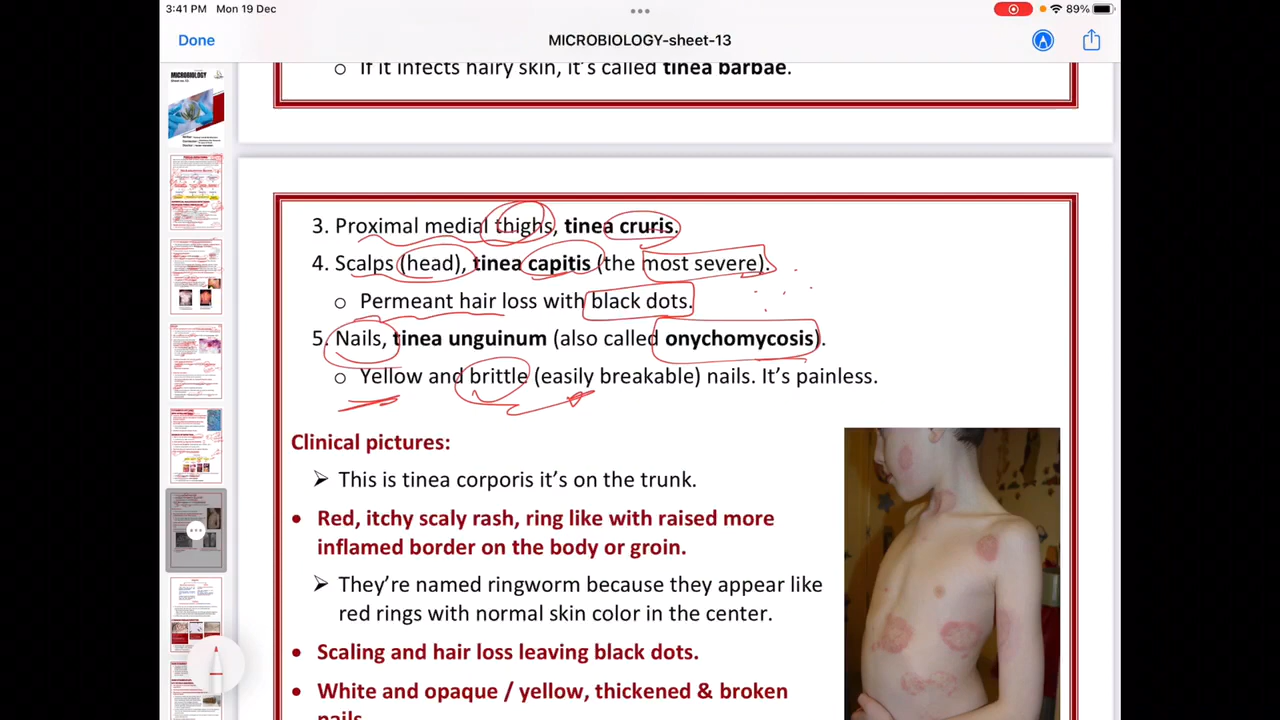 3:41 PM Mon 19 Dec
89%
Done
MICROBIOLOGY-sheet-13
MICROBIOLOGY
o If it infects hairy skin, it's called tinea barbae.
3. Proximal medial thighs, tinea cruris.
4. Scalps (head), tinea capitis (most severe).
o Permeant hair loss with black dots.
5. Nails, tinea unguinum (also called onychomycosis).
brittle (easily breakable) nails. It's painless.
Clinical pictures
➢ This is tinea corporis it's on the trunk.
• Red, itchy scaly rash, ring like with raised more
inflamed border on the body or groin.
➢ They're named ringworm because they appear like
red rings with normal skin color in the center.
• Scaling and hair loss leaving black dots.
• White and opaque / yellow, thickened & broken